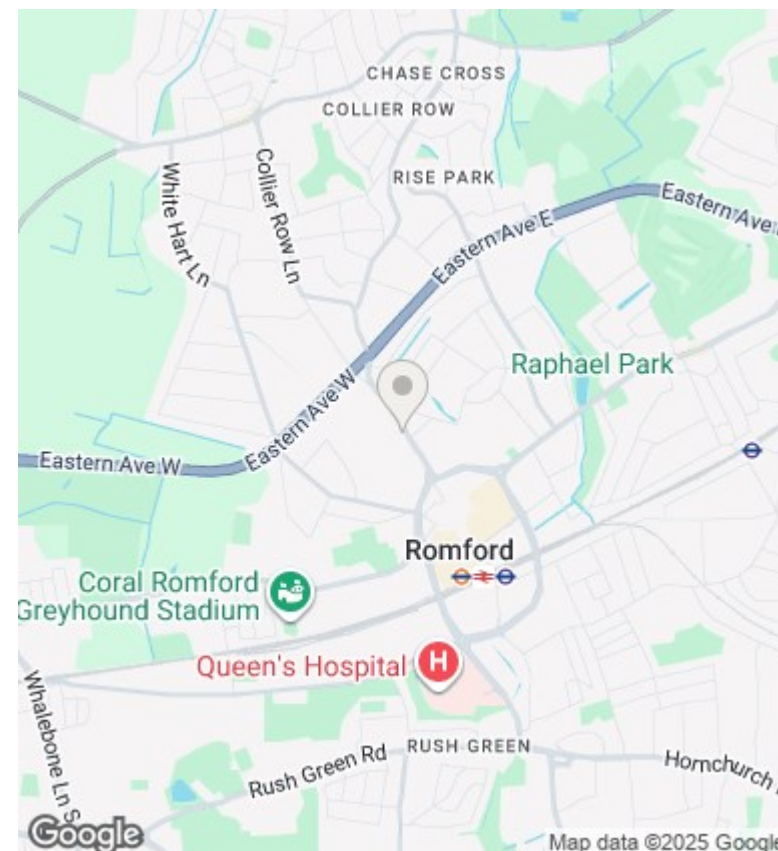 CHASE CROSS
COLLIER ROW
RISE PARK
White Hart Ln
Collier Row Ln
Eastern Ave E
Eastern Ave
Raphael Park
Eastern Ave W
Eastern Ave W
Romford
Coral Romford
Greyhound Stadium
Queen's Hospital
H
Whalebone Ln S
RUSH GREEN
Rush Green Rd
Hornchurch
Google
Map data ©2025 Google